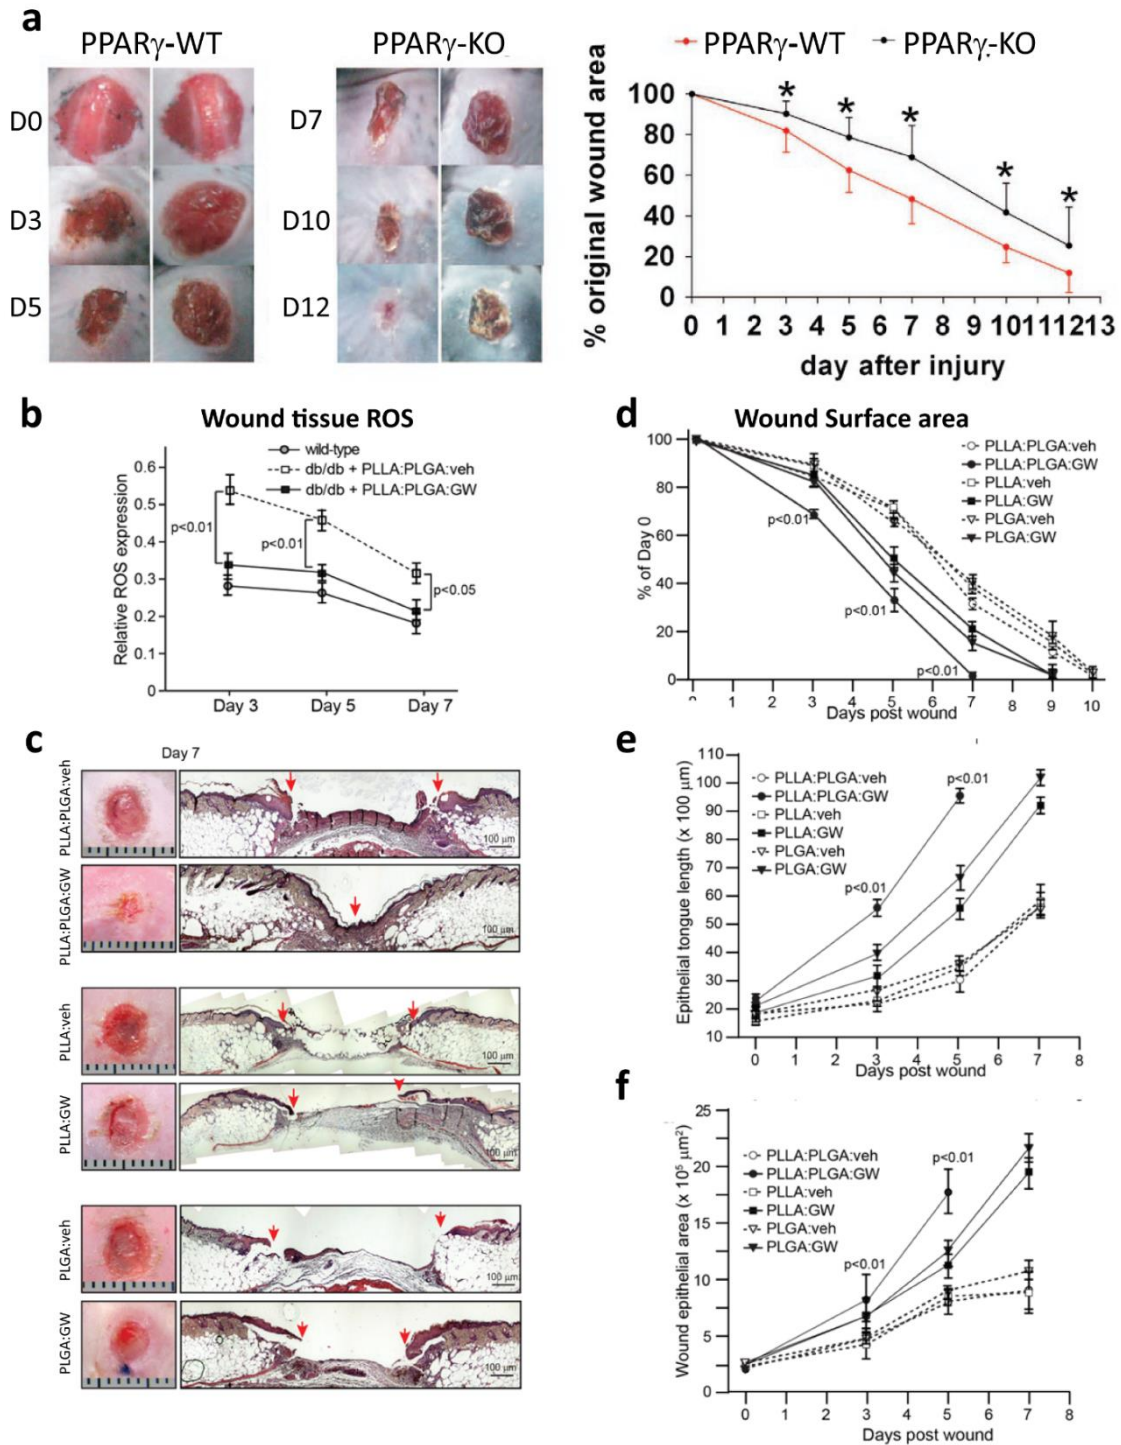 a
PPARγ-WT
PPARγ-KO
D0
D3
D5
D7
D10
D12
PPARγ-WT PPARγ-KO
% original wound area
100
80
60
40
20
0
0 1 2 3 4 5 6 7 8 9 10111213
* * * * *
day after injury
b
Wound tissue ROS
wild-type
db/db + PLLA:PLGA:veh
db/db + PLLA:PLGA:GW
Relative ROS expression
0.6
0.5
0.4
0.3
0.2
0.1
0
p<0.01
p<0.01
p<0.05
Day 3 Day 5 Day 7
d
Wound Surface area
PLLA:PLGA:veh
PLLA:PLGA:GW
PLLA:veh
PLLA:GW
PLGA:veh
PLGA:GW
% of Day 0
100
80
60
40
20
0
p<0.01
p<0.01
p<0.01
1 2 3 4 5 6 7 8 9 10
Days post wound
c
Day 7
PLLA:PLGA:veh
100 µm
PLLA:PLGA:GW
100 µm
PLLA:veh
100 µm
PLLA:GW
100 µm
PLGA:veh
100 µm
PLGA:GW
100 µm
e
PLLA:PLGA:veh
PLLA:PLGA:GW
PLLA:veh
PLLA:GW
PLGA:veh
PLGA:GW
Epithelial tongue length (x 100 µm)
110
100
90
80
70
60
50
40
30
20
10
p<0.01
p<0.01
0 1 2 3 4 5 6 7 8
Days post wound
f
PLLA:PLGA:veh
PLLA:PLGA:GW
PLLA:veh
PLLA:GW
PLGA:veh
PLGA:GW
Wound epithelial area (x 10⁵ µm²)
25
20
15
10
5
0
p<0.01
p<0.01
0 1 2 3 4 5 6 7 8
Days post wound